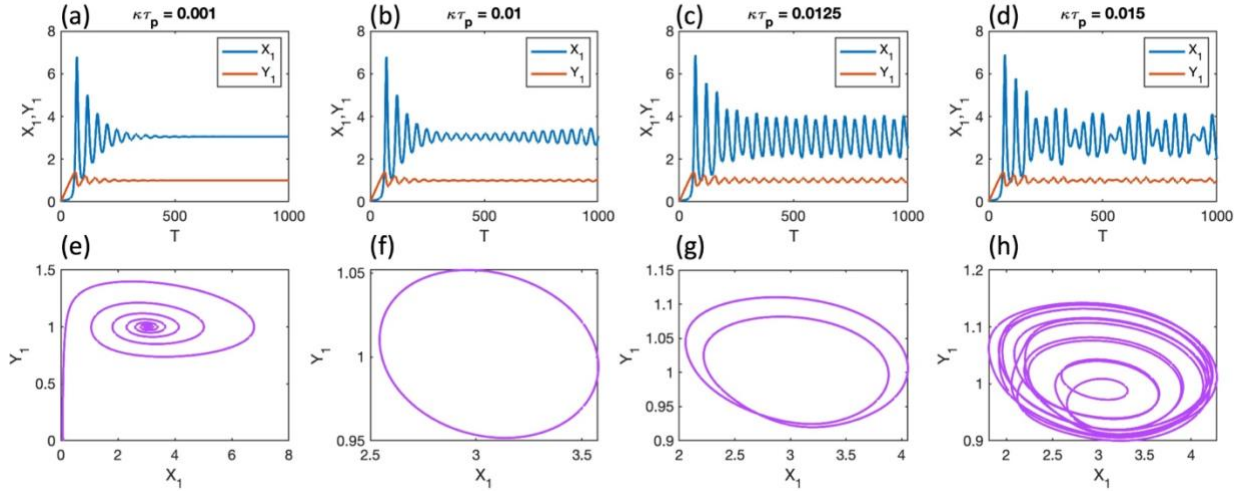 (a) κτp = 0.001
8
6
4
2
0
X1, Y1
X1
Y1
0 500 1000
T
(b) κτp = 0.01
8
6
4
2
0
X1, Y1
X1
Y1
0 500 1000
T
(c) κτp = 0.0125
8
6
4
2
0
X1, Y1
X1
Y1
0 500 1000
T
(d) κτp = 0.015
8
6
4
2
0
X1, Y1
X1
Y1
0 500 1000
T
(e)
1.5
1
0.5
0
Y1
0 2 4 6 8
X1
(f)
1.05
1
0.95
Y1
2.5 3 3.5
X1
(g)
1.15
1.1
1.05
1
0.95
0.9
Y1
2 2.5 3 3.5 4
X1
(h)
1.2
1.1
1
0.9
Y1
2 2.5 3 3.5 4
X1